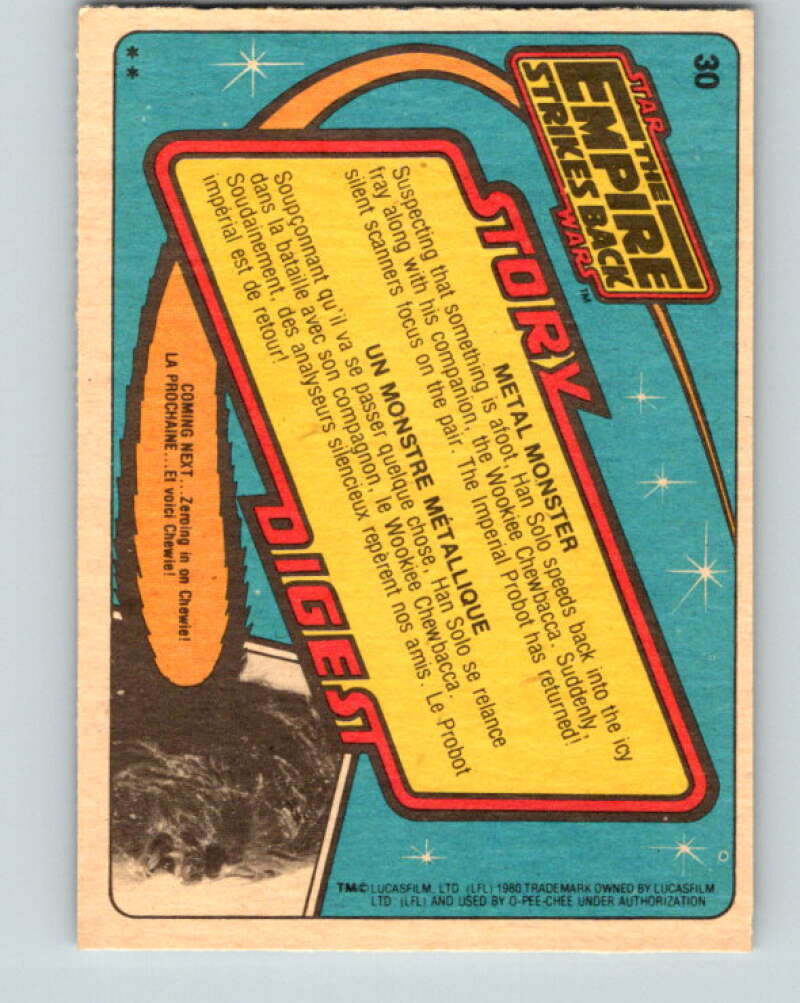 30
STAR
THE
EMPIRE
STRIKES BACK
WARS™
STORY
METAL MONSTER
Suspecting that something is afoot, Han Solo speeds back into the icy
fray along with his companion, the Wookiee Chewbacca. Suddenly,
silent scanners focus on the pair. The Imperial Probot has returned!
UN MONSTRE MÉTALLIQUE
Soupçonnant qu'il va se passer quelque chose, Han Solo se relance
dans la bataille avec son compagnon, le Wookiee Chewbacca.
Soudainement, des analyseurs silencieux repèrent nos amis. Le Probot
impérial est de retour!
DIGEST
COMING NEXT...Zeroing in on Chewie!
LA PROCHAINE...Et voici Chewie!
**
TM©LUCASFILM, LTD. (LFL) 1980 TRADEMARK OWNED BY LUCASFILM
LTD. (LFL) AND USED BY O-PEE-CHEE UNDER AUTHORIZATION